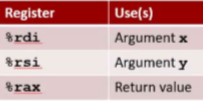 Register Use(s)
%rdi Argument x
%rsi Argument y
%rax Return value